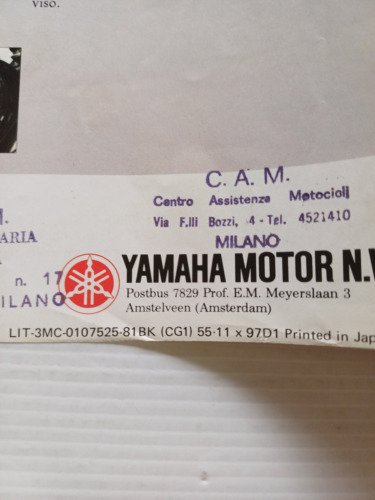 viso.
C. A. M.
Centro Assistenza Motocicli
Via F.lli Bozzi, 4 - Tel. 4521410
MILANO
M.
ARIA
A
n. 17
MILANO
YAMAHA MOTOR N.V
Postbus 7829 Prof. E.M. Meyerslaan 3
Amstelveen (Amsterdam)
LIT-3MC-0107525-81BK (CG1) 55-11 x 97D1 Printed in Jap